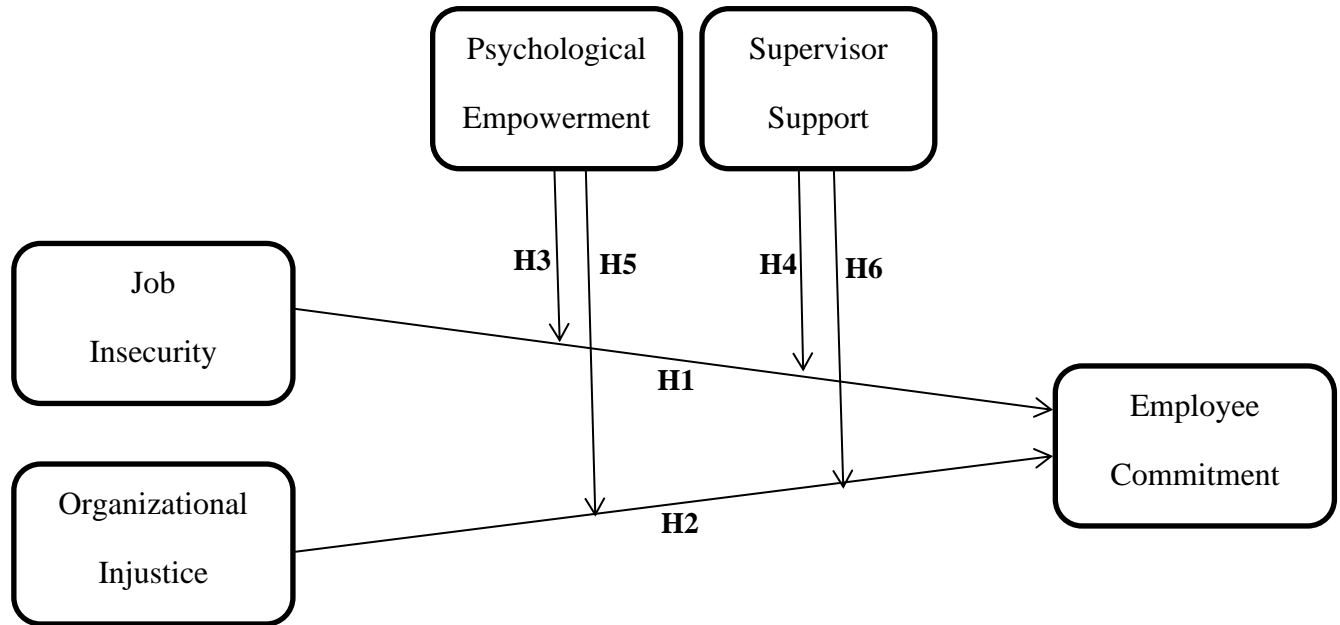 Psychological
Empowerment
Supervisor
Support
H3
H5
H4
H6
Job
Insecurity
H1
Employee
Commitment
Organizational
Injustice
H2